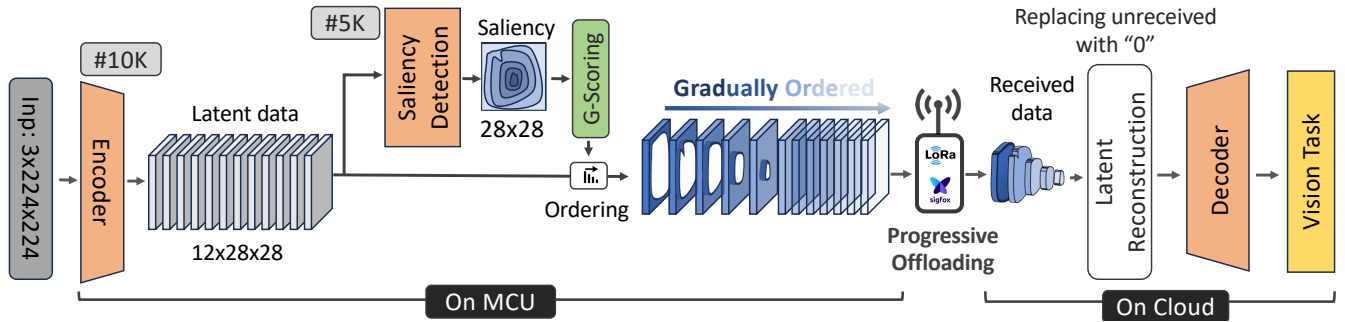 Inp: 3x224x224
#10K
Encoder
Latent data
12x28x28
#5K
Saliency
Detection
Saliency
28x28
G-Scoring
Ordering
Gradually Ordered
LoRa
sigfox
Progressive
Offloading
Received
data
Replacing unreceived
with “0”
Latent
Reconstruction
Decoder
Vision Task
On MCU
On Cloud